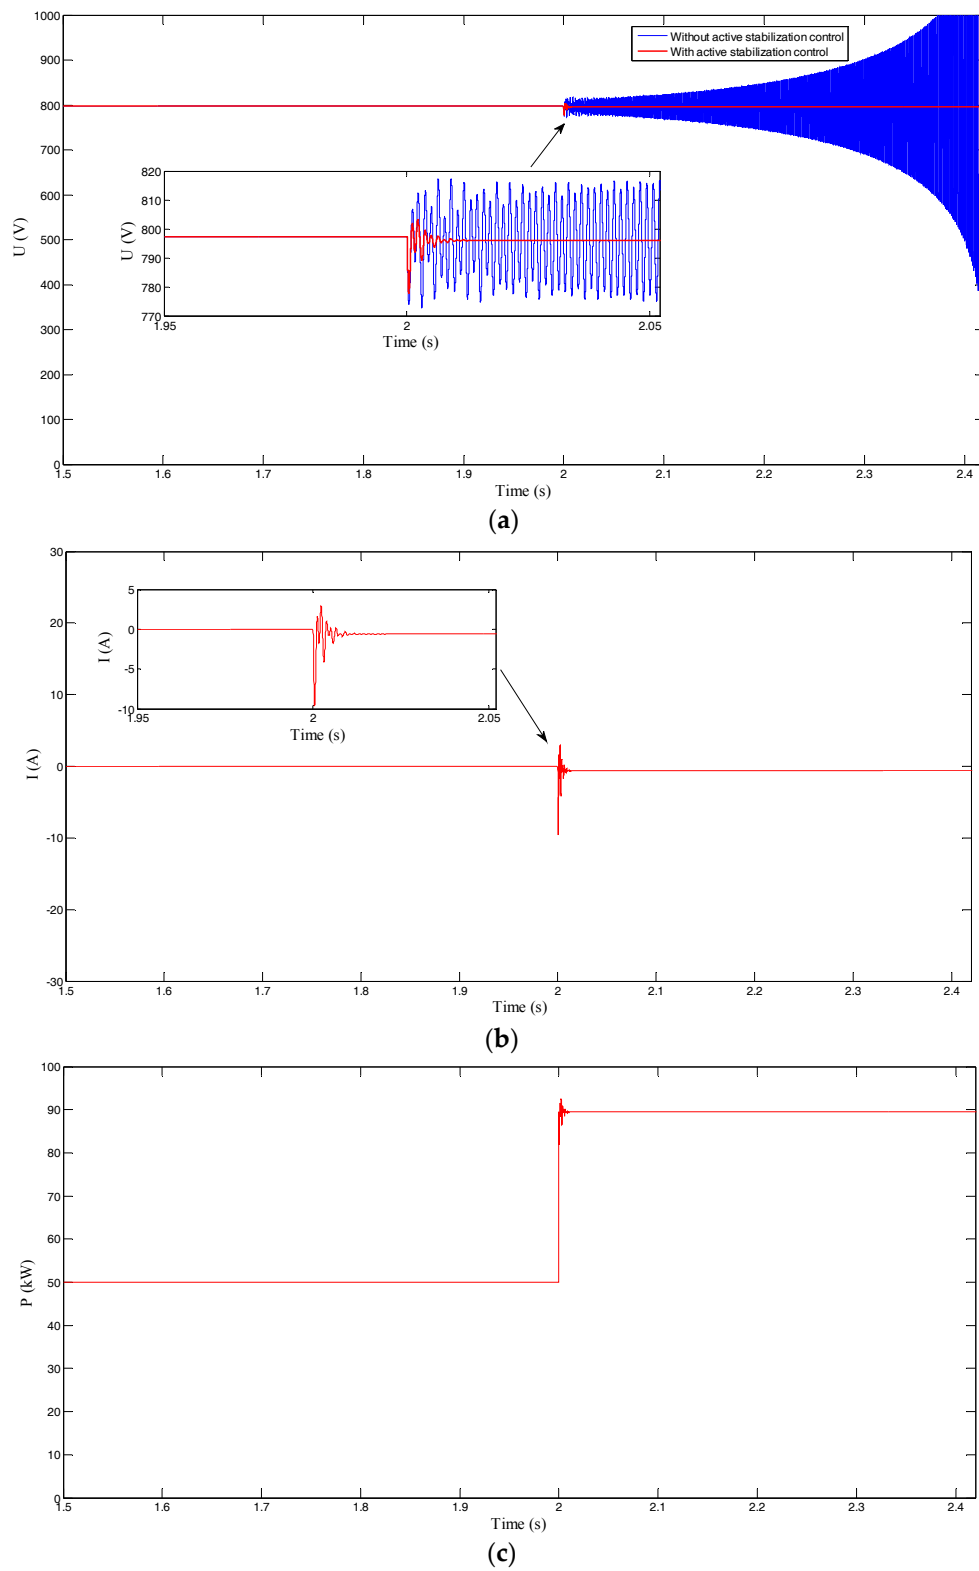 1000
900
800
700
600
500
400
300
200
100
0
U (V)
Without active stabilization control
With active stabilization control
820
810
800
790
780
770
U (V)
1.95 2 2.05
Time (s)
1.5 1.6 1.7 1.8 1.9 2 2.1 2.2 2.3 2.4
Time (s)
(a)
30
20
10
0
-10
-20
-30
I (A)
5
0
-5
-10
I (A)
1.95 2 2.05
Time (s)
1.5 1.6 1.7 1.8 1.9 2 2.1 2.2 2.3 2.4
Time (s)
(b)
100
90
80
70
60
50
40
30
20
10
0
P (kW)
1.5 1.6 1.7 1.8 1.9 2 2.1 2.2 2.3 2.4
Time (s)
(c)